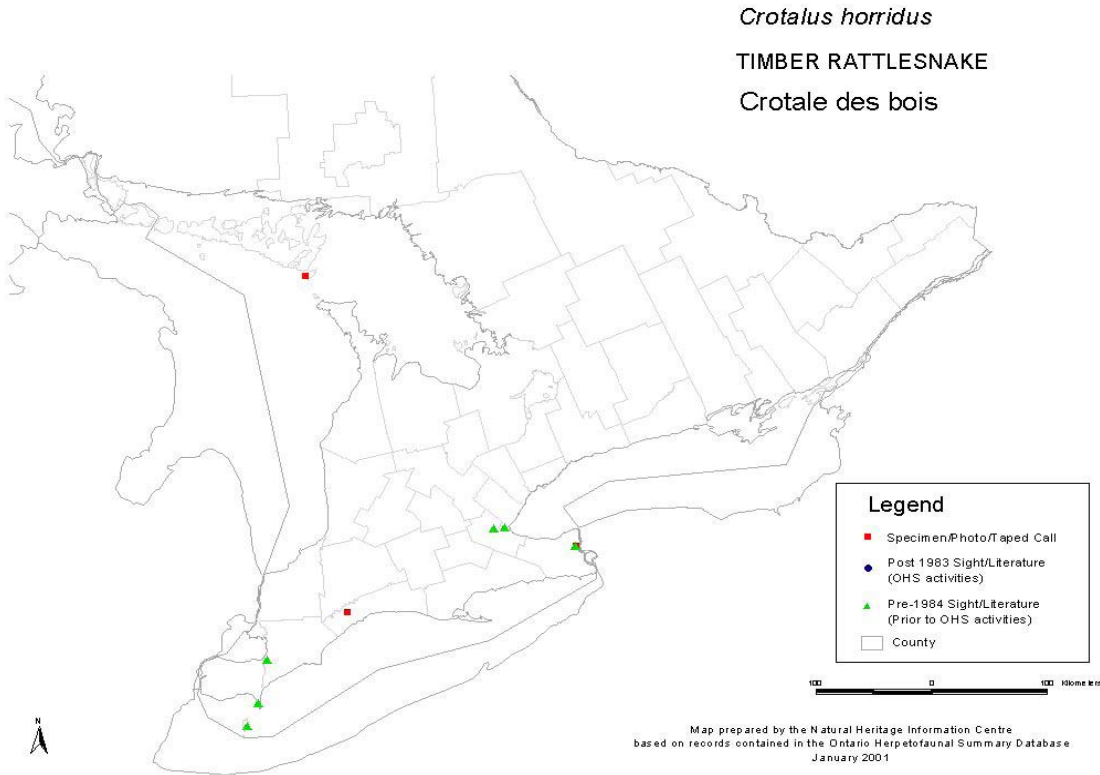 Crotalus horridus
TIMBER RATTLESNAKE
Crotale des bois
Legend
Specimen/Photo/Taped Call
Post 1983 Sight/Literature
(OHS activities)
Pre-1984 Sight/Literature
(Prior to OHS activities)
County
100 0 100 Kilometers
N
Map prepared by the Natural Heritage Information Centre
based on records contained in the Ontario Herpetofaunal Summary Database
January 2001